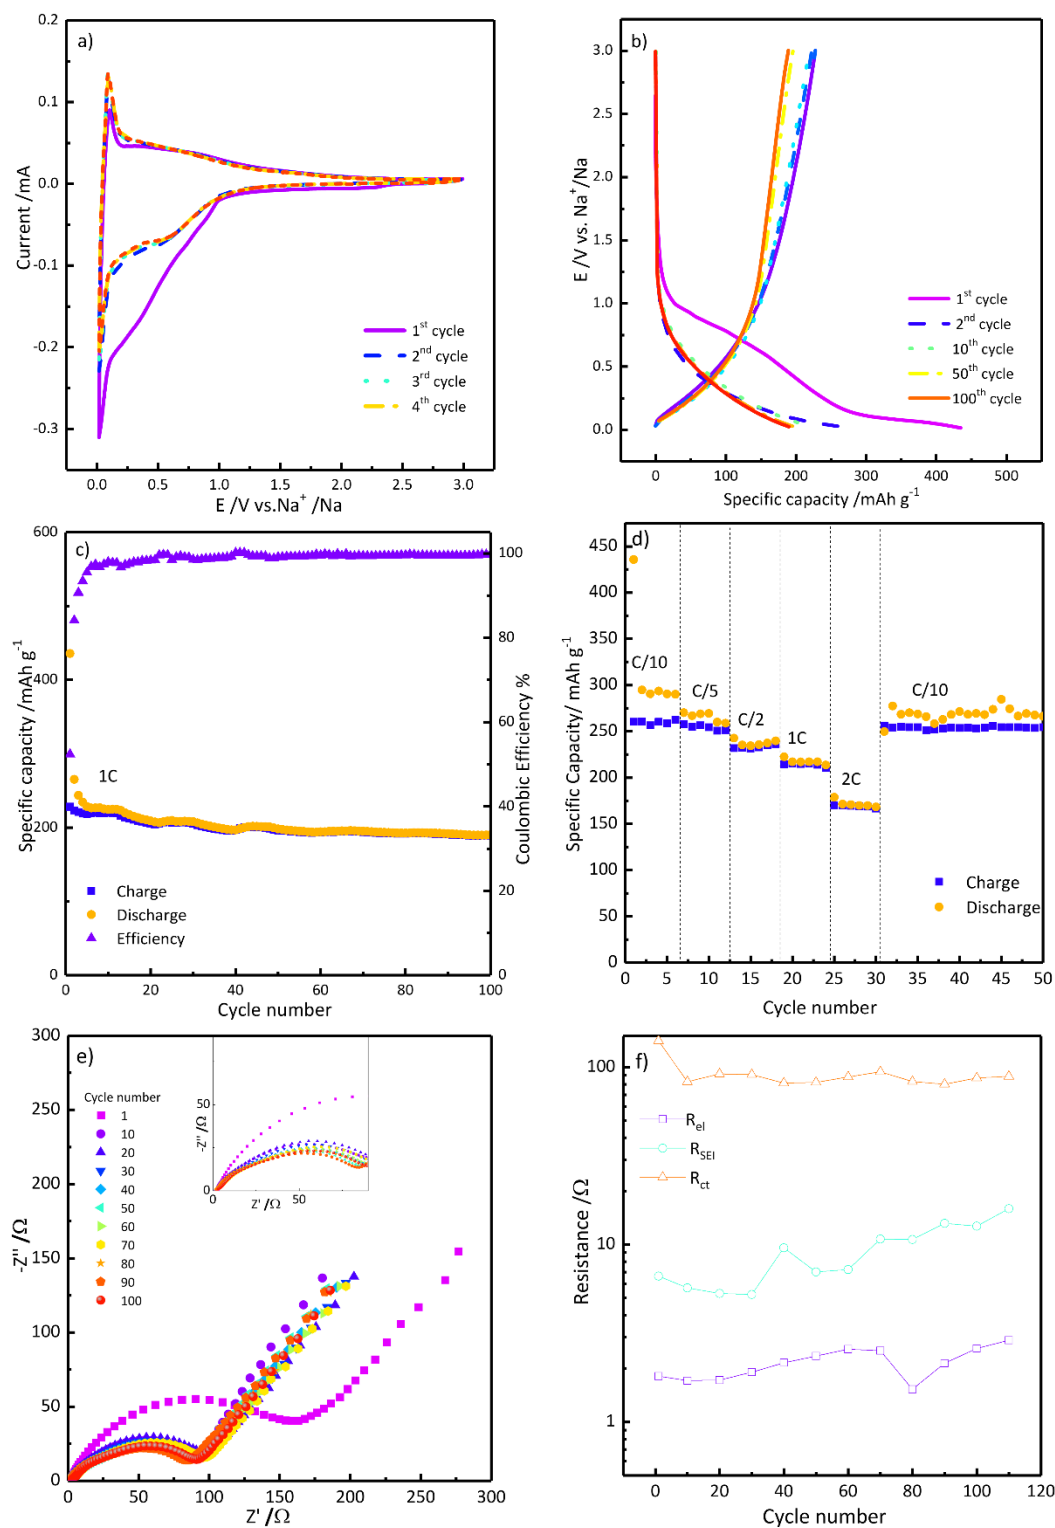 a)
0.2
0.1
0.0
-0.1
-0.2
-0.3
Current /mA
1st cycle
2nd cycle
3rd cycle
4th cycle
0.0 0.5 1.0 1.5 2.0 2.5 3.0
E /V vs.Na+ /Na
b)
3.0
2.5
2.0
1.5
1.0
0.5
0.0
E /V vs. Na+/Na
1st cycle
2nd cycle
10th cycle
50th cycle
100th cycle
0 100 200 300 400 500
Specific capacity /mAh g-1
c)
600
400
200
0
Specific capacity /mAh g-1
100
80
60
40
20
0
Coulombic Efficiency %
1C
Charge
Discharge
Efficiency
0 20 40 60 80 100
Cycle number
d)
450
400
350
300
250
200
150
100
50
0
Specific Capacity/ mAh g-1
C/10
C/5
C/2
1C
2C
C/10
Charge
Discharge
0 10 20 30 40 50
Cycle number
e)
300
250
200
150
100
50
0
-Z'' /Ω
Cycle number
1
10
20
30
40
50
60
70
80
90
100
50
0
-Z'' /Ω
0 50
Z' /Ω
0 50 100 150 200 250 300
Z' /Ω
f)
100
10
1
Resistance /Ω
Rel
RSEI
Rct
0 20 40 60 80 100 120
Cycle number